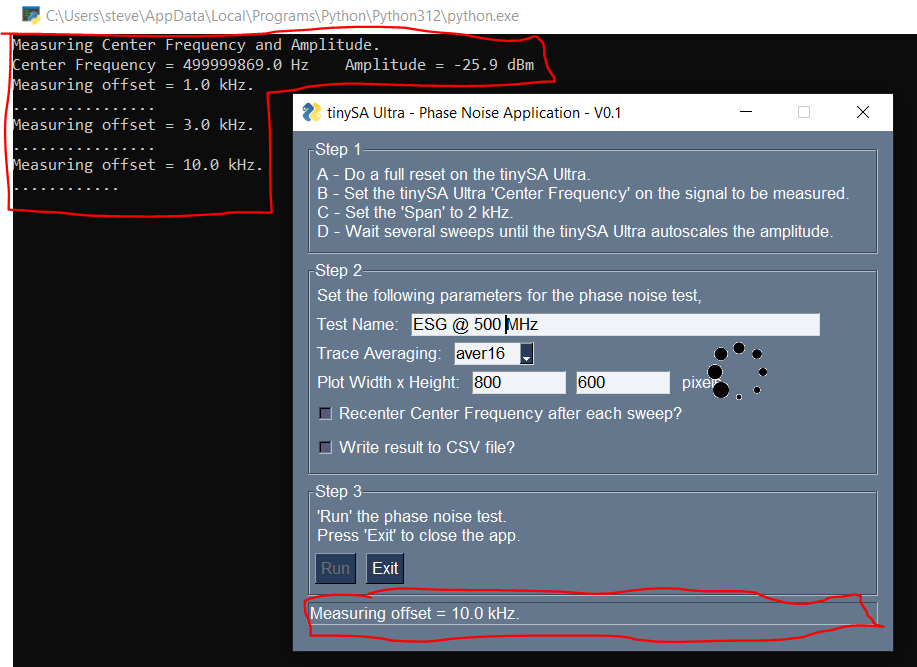 C:\Users\steve\AppData\Local\Programs\Python\Python312\python.exe
Measuring Center Frequency and Amplitude.
Center Frequency = 499999869.0 Hz    Amplitude = -25.9 dBm
Measuring offset = 1.0 kHz.
................
Measuring offset = 3.0 kHz.
................
Measuring offset = 10.0 kHz.
............
tinySA Ultra - Phase Noise Application - V0.1
Step 1
A - Do a full reset on the tinySA Ultra.
B - Set the tinySA Ultra 'Center Frequency' on the signal to be measured.
C - Set the 'Span' to 2 kHz.
D - Wait several sweeps until the tinySA Ultra autoscales the amplitude.
Step 2
Set the following parameters for the phase noise test,
Test Name: ESG @ 500 MHz
Trace Averaging: aver16
Plot Width x Height: 800 600 pixels
Recenter Center Frequency after each sweep?
Write result to CSV file?
Step 3
'Run' the phase noise test.
Press 'Exit' to close the app.
Run Exit
Measuring offset = 10.0 kHz.